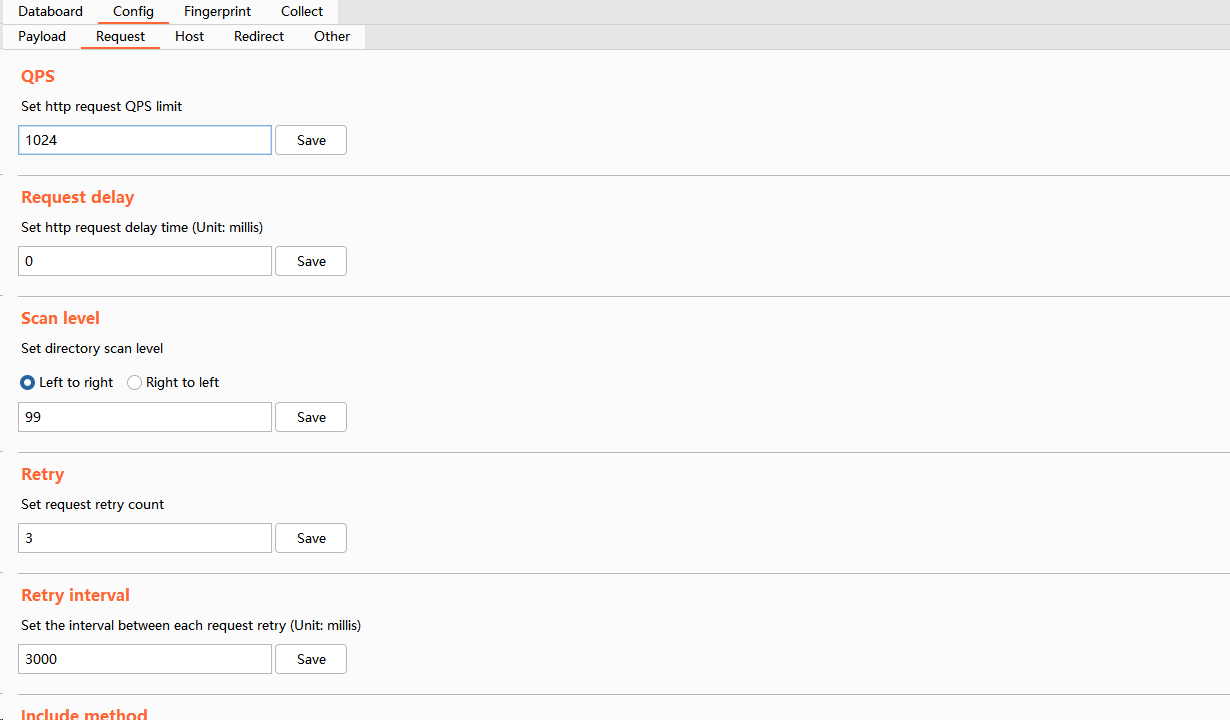 Databoard Config Fingerprint Collect
Payload Request Host Redirect Other
QPS
Set http request QPS limit
1024 Save
Request delay
Set http request delay time (Unit: millis)
0 Save
Scan level
Set directory scan level
Left to right Right to left
99 Save
Retry
Set request retry count
3 Save
Retry interval
Set the interval between each request retry (Unit: millis)
3000 Save
Include method